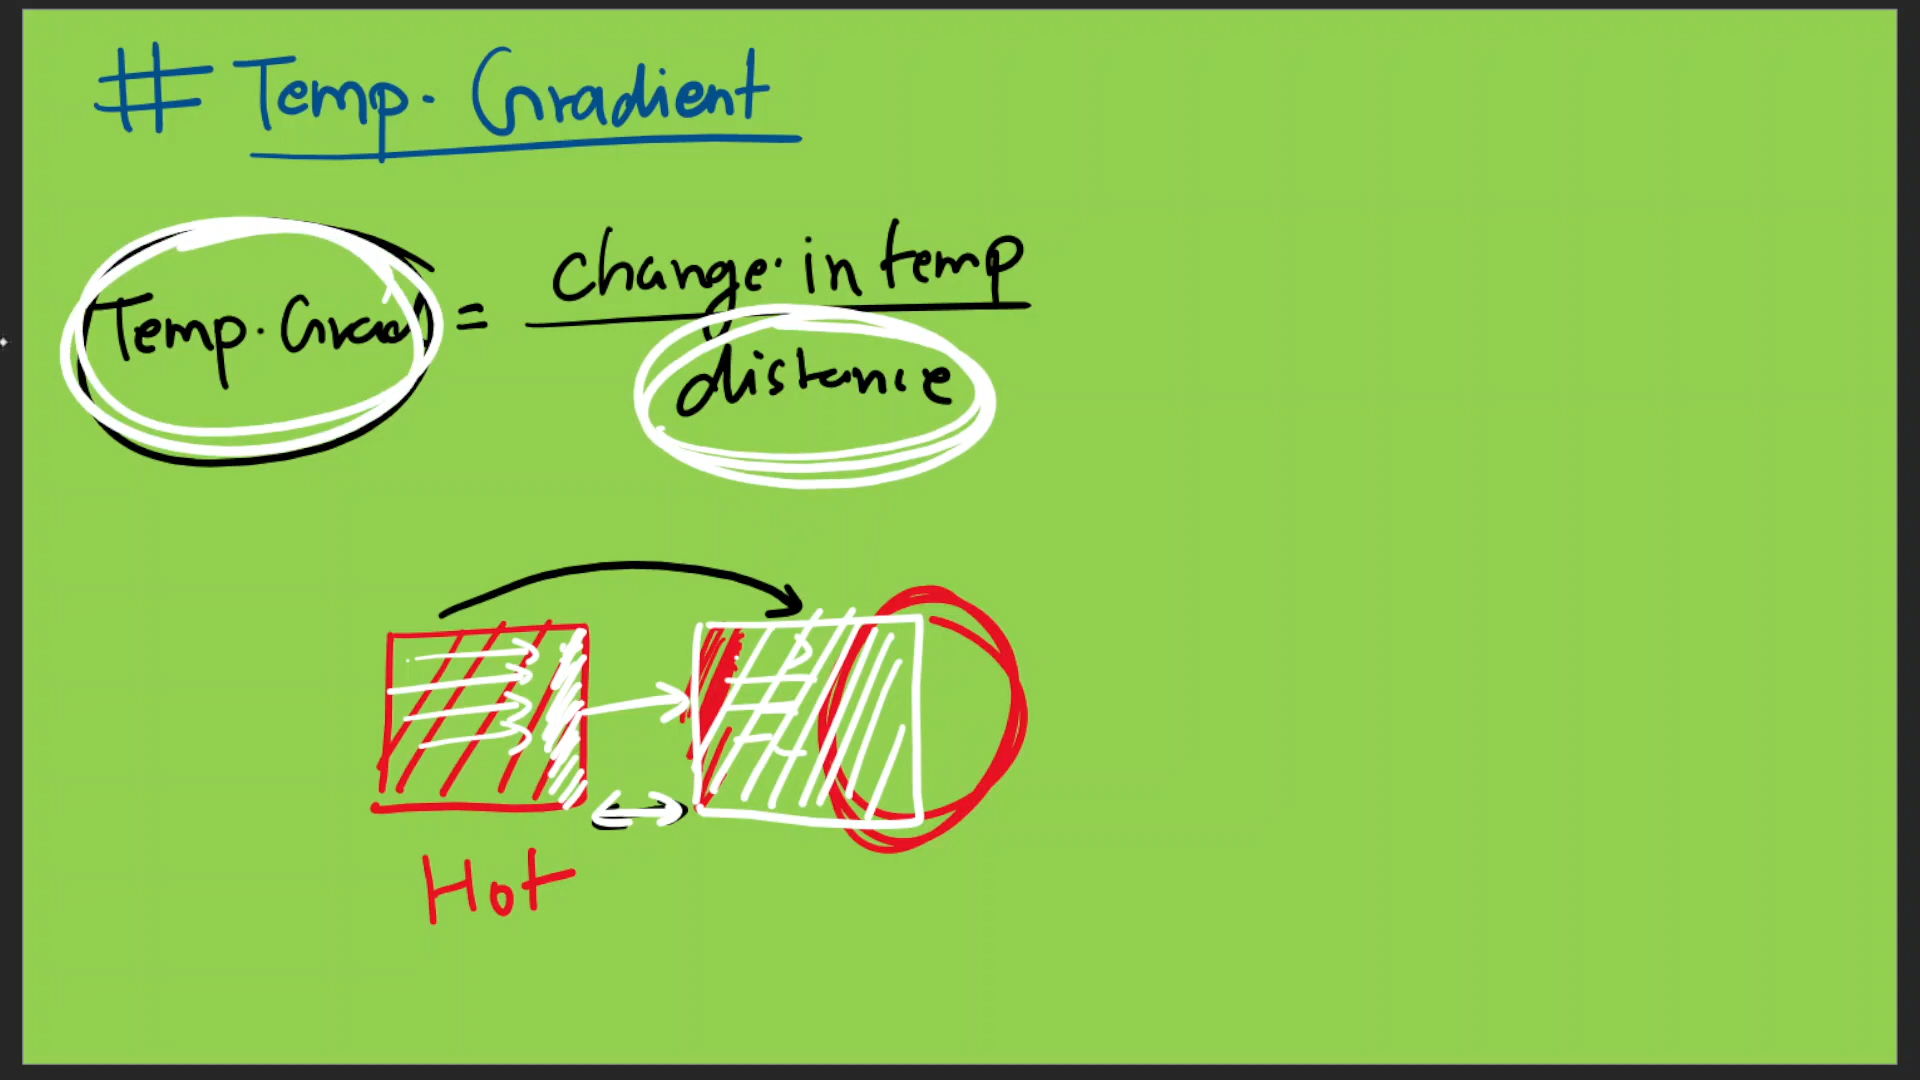 # Temp. Gradient
Temp. Grad = change in temp
distance
Hot